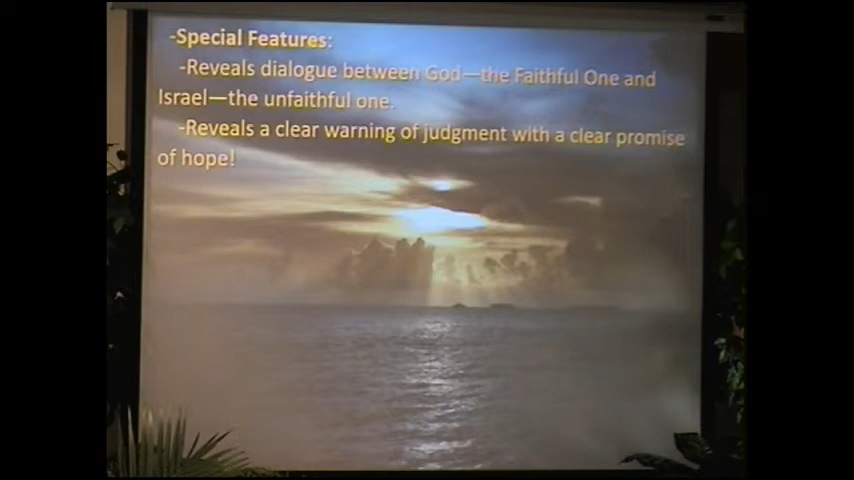 -Special Features:
-Reveals dialogue between God—the Faithful One and
Israel—the unfaithful one.
-Reveals a clear warning of judgment with a clear promise
of hope!